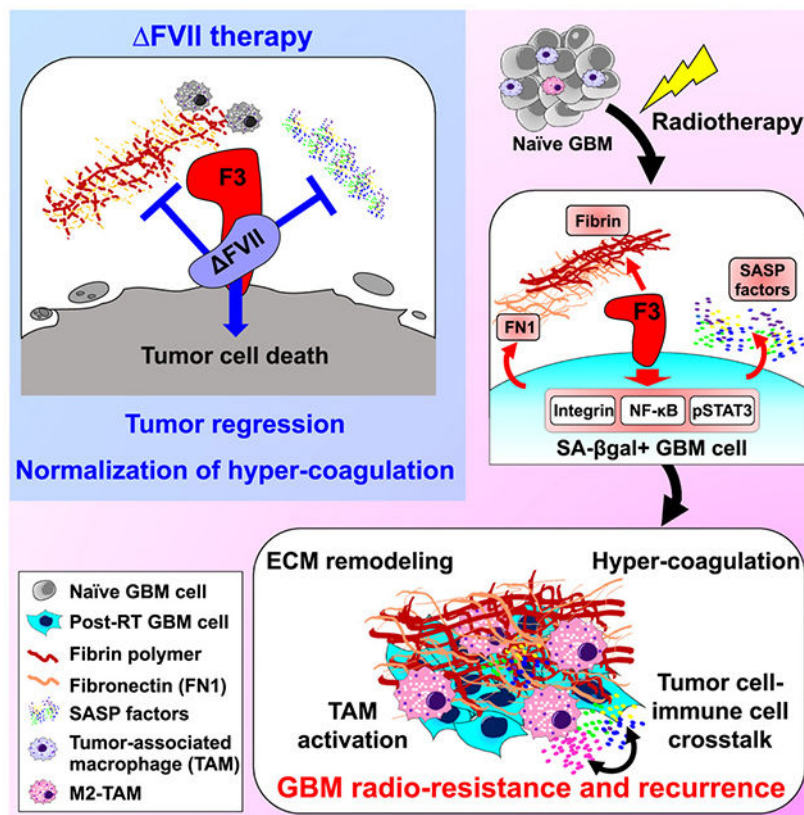 ΔFVII therapy
F3
ΔFVII
Tumor cell death
Tumor regression
Normalization of hyper-coagulation
Naïve GBM
Radiotherapy
Fibrin
SASP
factors
FN1
F3
Integrin
NF-κB
pSTAT3
SA-βgal+ GBM cell
ECM remodeling
Hyper-coagulation
TAM
activation
Tumor cell-
immune cell
crosstalk
GBM radio-resistance and recurrence
Naïve GBM cell
Post-RT GBM cell
Fibrin polymer
Fibronectin (FN1)
SASP factors
Tumor-associated
macrophage (TAM)
M2-TAM